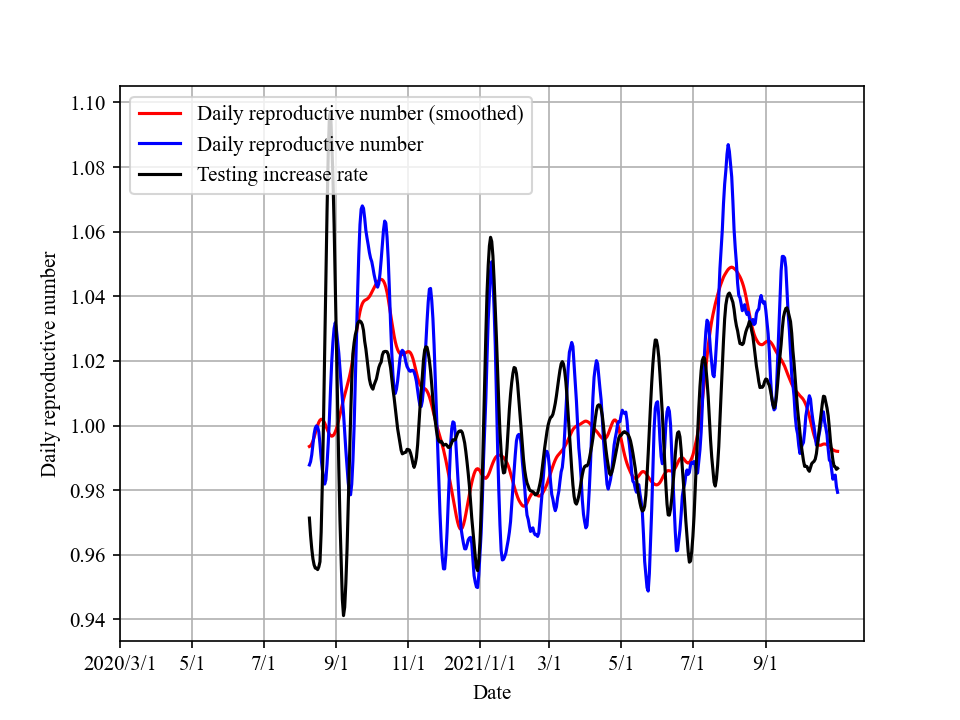 Daily reproductive number (smoothed)
Daily reproductive number
Testing increase rate
Daily reproductive number
1.10
1.08
1.06
1.04
1.02
1.00
0.98
0.96
0.94
2020/3/1 5/1 7/1 9/1 11/1 2021/1/1 3/1 5/1 7/1 9/1
Date